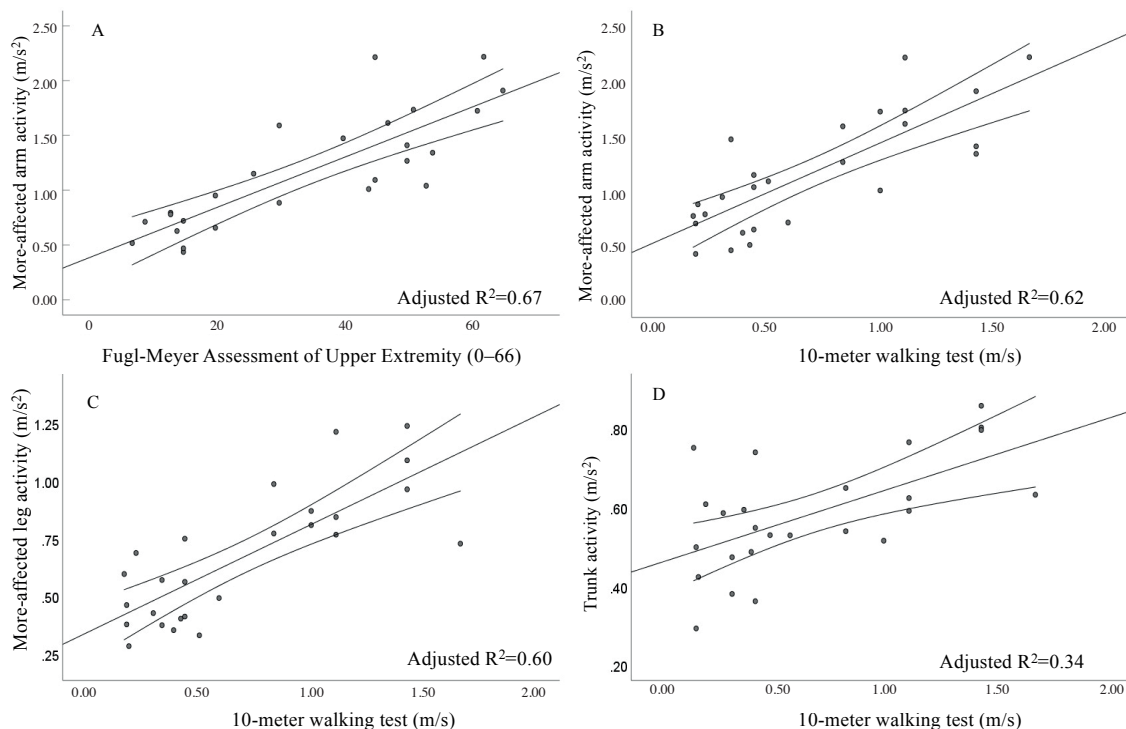 A
More-affected arm activity (m/s²)
2.50
2.00
1.50
1.00
0.50
0.00
Adjusted R²=0.67
0 20 40 60
Fugl-Meyer Assessment of Upper Extremity (0–66)
B
More-affected arm activity (m/s²)
2.50
2.00
1.50
1.00
0.50
0.00
Adjusted R²=0.62
0.00 0.50 1.00 1.50 2.00
10-meter walking test (m/s)
C
More-affected leg activity (m/s²)
1.25
1.00
.75
.50
.25
Adjusted R²=0.60
0.00 0.50 1.00 1.50 2.00
10-meter walking test (m/s)
D
Trunk activity (m/s²)
.80
.60
.40
.20
Adjusted R²=0.34
0.00 0.50 1.00 1.50 2.00
10-meter walking test (m/s)